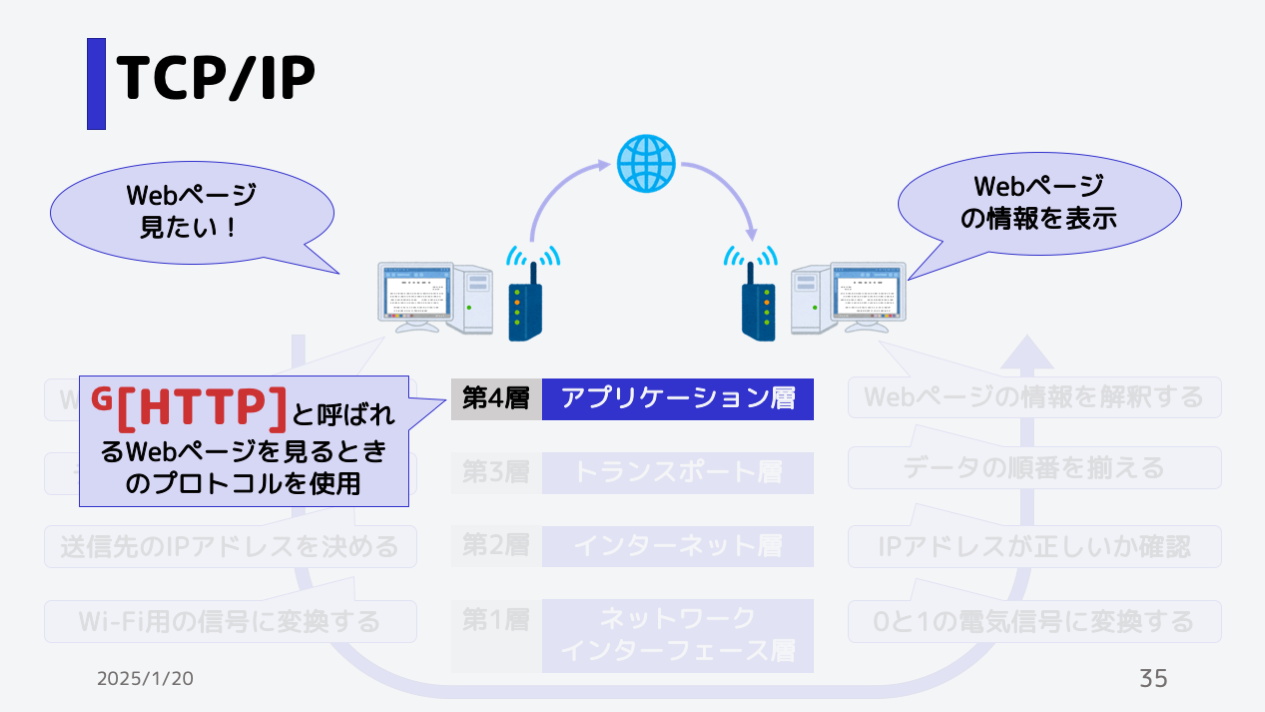 TCP/IP
Webページ
見たい！
Webページ
の情報を表示
G[HTTP]と呼ばれ
るWebページを見るとき
のプロトコルを使用
第4層 アプリケーション層
Webページの情報を解釈する
第3層 トランスポート層
データの順番を揃える
送信先のIPアドレスを決める
第2層 インターネット層
IPアドレスが正しいか確認
Wi-Fi用の信号に変換する
第1層 ネットワーク
インターフェース層
0と1の電気信号に変換する
2025/1/20
35